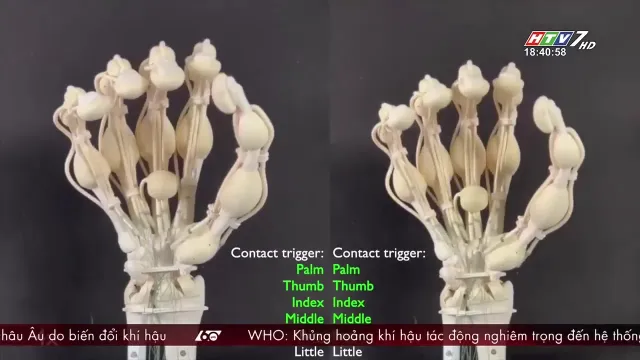 HTV7 HD
18:40:58
Contact trigger: Contact trigger:
Palm Palm
Thumb Thumb
Index Index
Middle Middle
hâu Âu do biến đổi khí hậu 60 WHO: Khủng hoảng khí hậu tác động nghiêm trọng đến hệ thống
Little Little